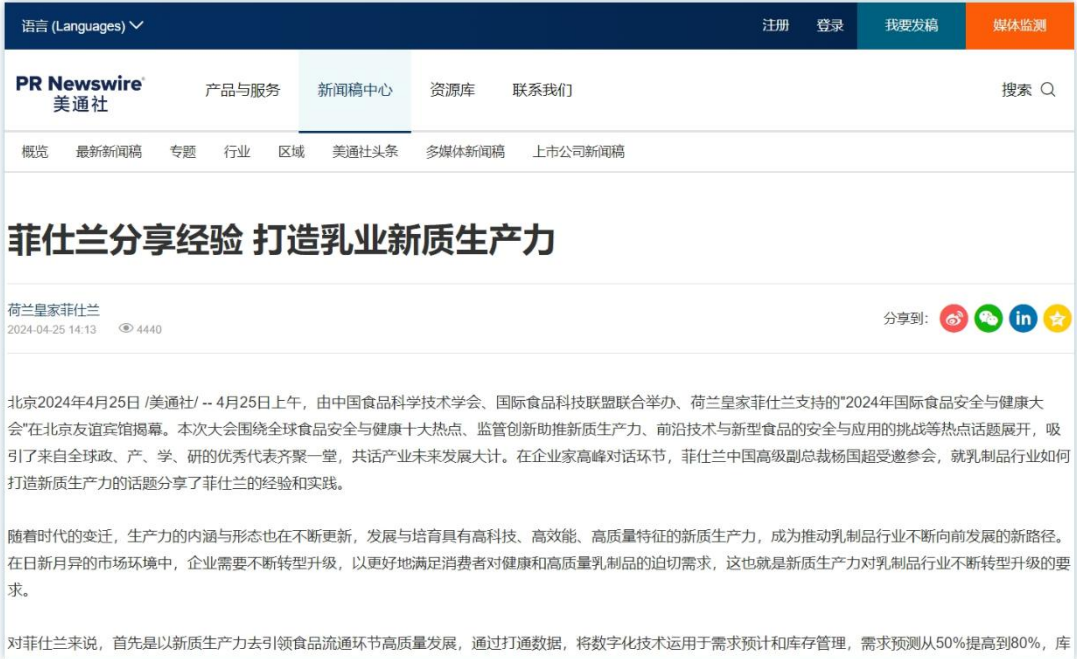 语言 (Languages)
注册
登录
我要发稿
媒体监测
PR Newswire®
美通社
产品与服务
新闻稿中心
资源库
联系我们
搜索
概览
最新新闻稿
专题
行业
区域
美通社头条
多媒体新闻稿
上市公司新闻稿
菲仕兰分享经验 打造乳业新质生产力
荷兰皇家菲仕兰
2024-04-25 14:13
4440
分享到:
in
北京2024年4月25日 /美通社/ -- 4月25日上午，由中国食品科学技术学会、国际食品科技联盟联合举办、荷兰皇家菲仕兰支持的"2024年国际食品安全与健康大
会"在北京友谊宾馆揭幕。本次大会围绕全球食品安全与健康十大热点、监管创新助推新质生产力、前沿技术与新型食品的安全与应用的挑战等热点话题展开，吸
引了来自全球政、产、学、研的优秀代表齐聚一堂，共话产业未来发展大计。在企业家高峰对话环节，菲仕兰中国高级副总裁杨国超受邀参会，就乳制品行业如何
打造新质生产力的话题分享了菲仕兰的经验和实践。
随着时代的变迁，生产力的内涵与形态也在不断更新，发展与培育具有高科技、高效能、高质量特征的新质生产力，成为推动乳制品行业不断向前发展的新路径。
在日新月异的市场环境中，企业需要不断转型升级，以更好地满足消费者对健康和高质量乳制品的迫切需求，这也就是新质生产力对乳制品行业不断转型升级的要
求。
对菲仕兰来说，首先是以新质生产力去引领食品流通环节高质量发展，通过打通数据，将数字化技术运用于需求预计和库存管理，需求预测从50%提高到80%，库